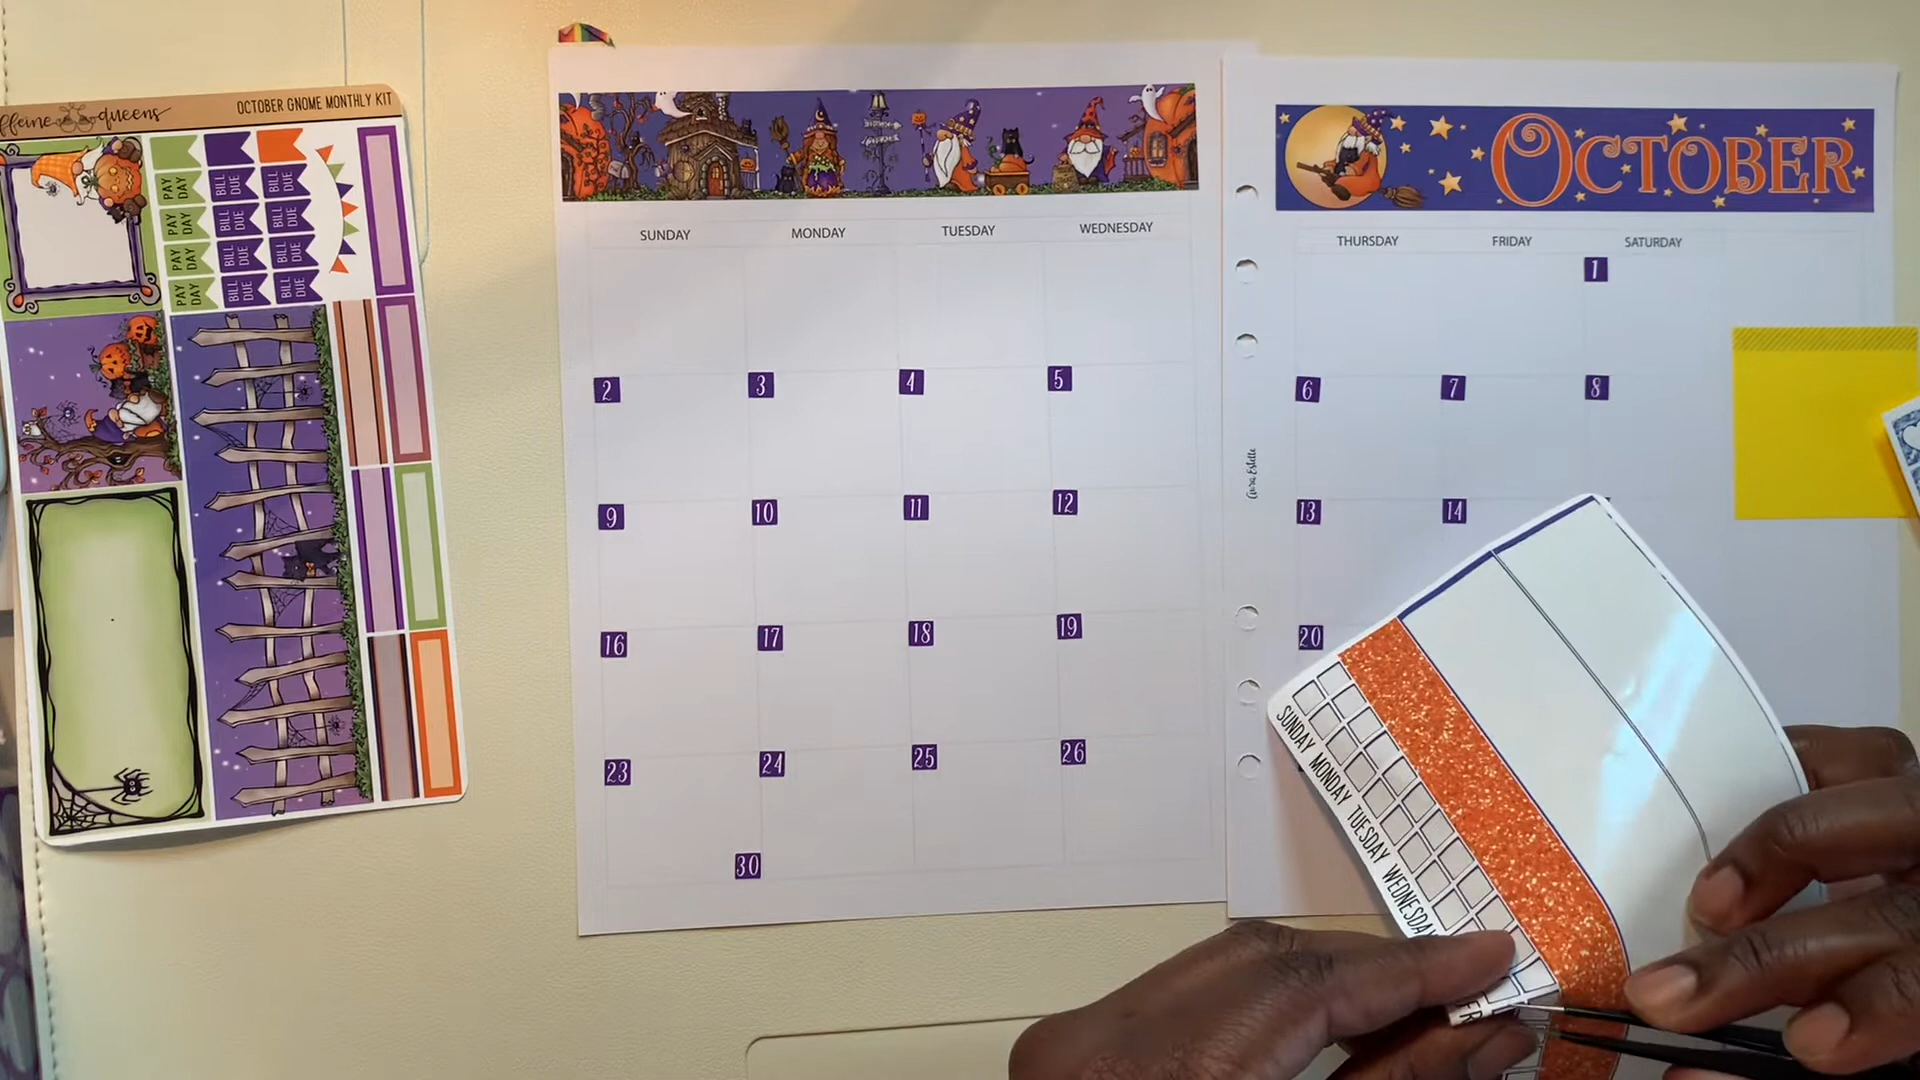 ffeine queens
OCTOBER GNOME MONTHLY KIT
PAY DAY BILL DUE BILL DUE
PAY DAY BILL DUE BILL DUE
PAY DAY BILL DUE BILL DUE
PAY DAY BILL DUE BILL DUE
OCTOBER
SUNDAY MONDAY TUESDAY WEDNESDAY
THURSDAY FRIDAY SATURDAY
1
2 3 4 5
6 7 8
9 10 11 12
13 14
16 17 18 19
20
23 24 25 26
30
Aura Estelle
SUNDAY MONDAY TUESDAY WEDNESDAY
FR